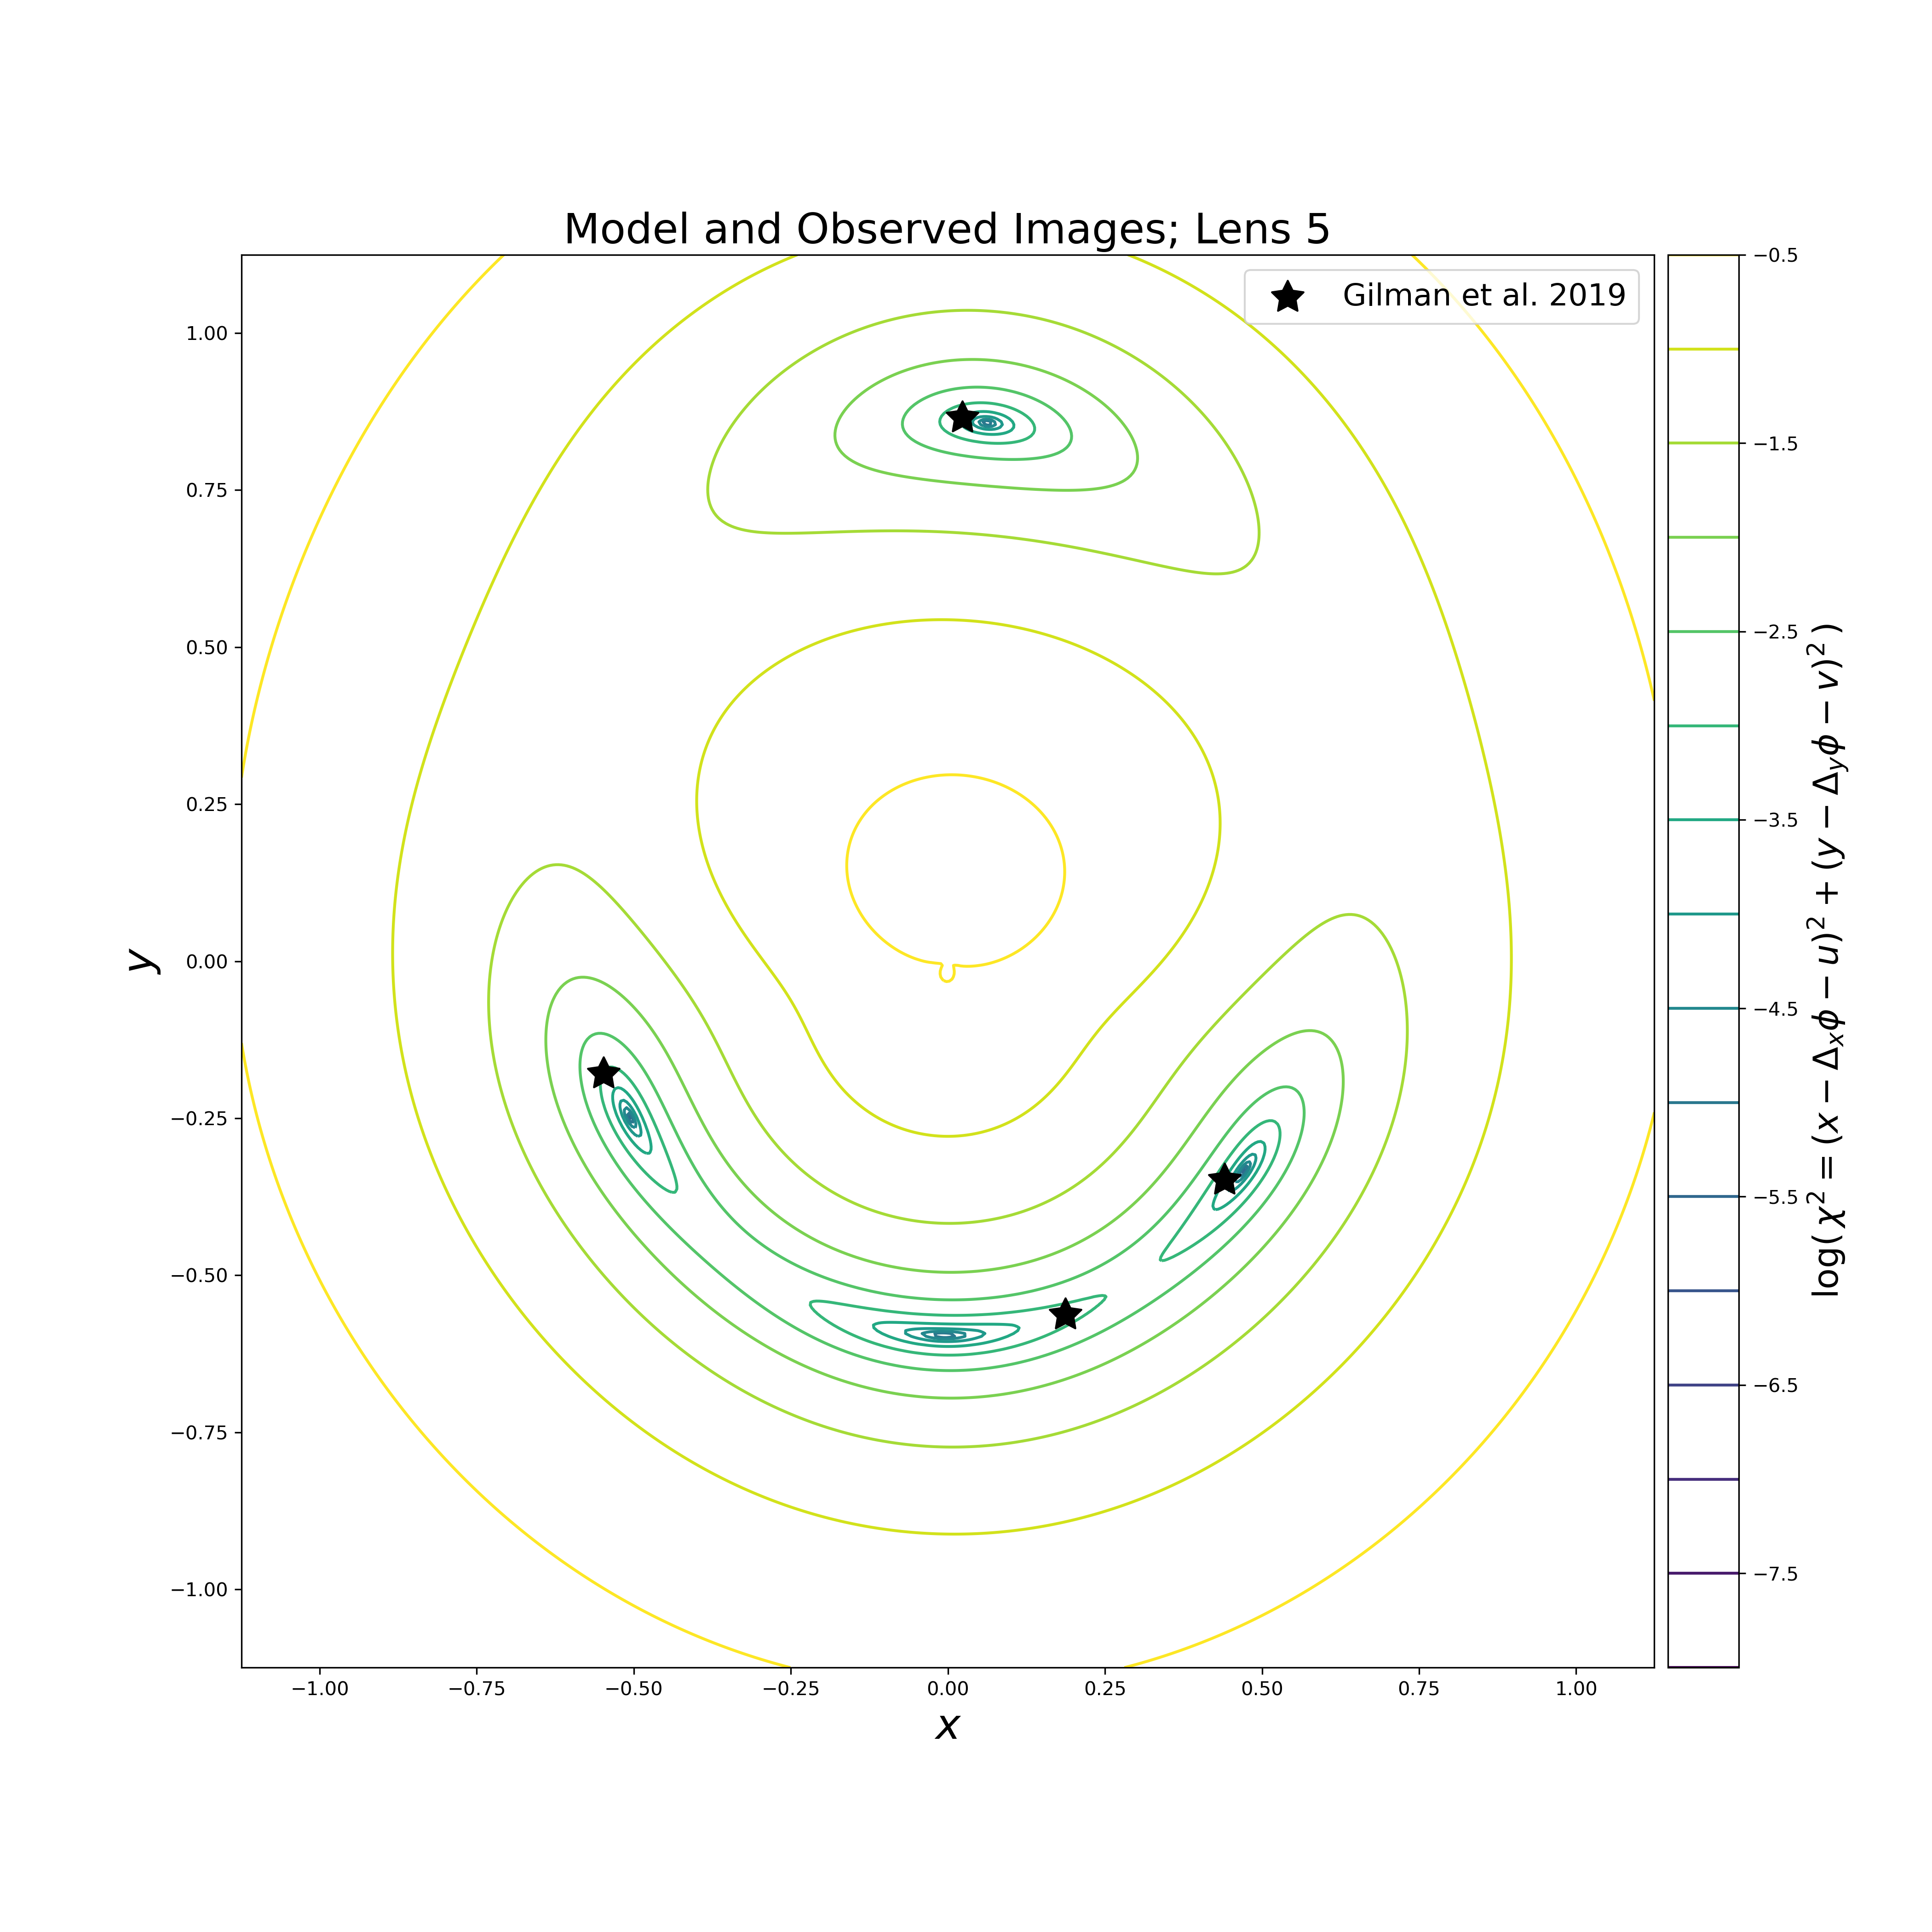 Model and Observed Images; Lens 5
Gilman et al. 2019
1.00
0.75
0.50
0.25
0.00
−0.25
−0.50
−0.75
−1.00
y
−1.00 −0.75 −0.50 −0.25 0.00 0.25 0.50 0.75 1.00
x
−0.5
−1.5
−2.5
−3.5
−4.5
−5.5
−6.5
−7.5
log( χ² = (x − Δₓϕ − u)² + (y − Δᵧϕ − v)² )